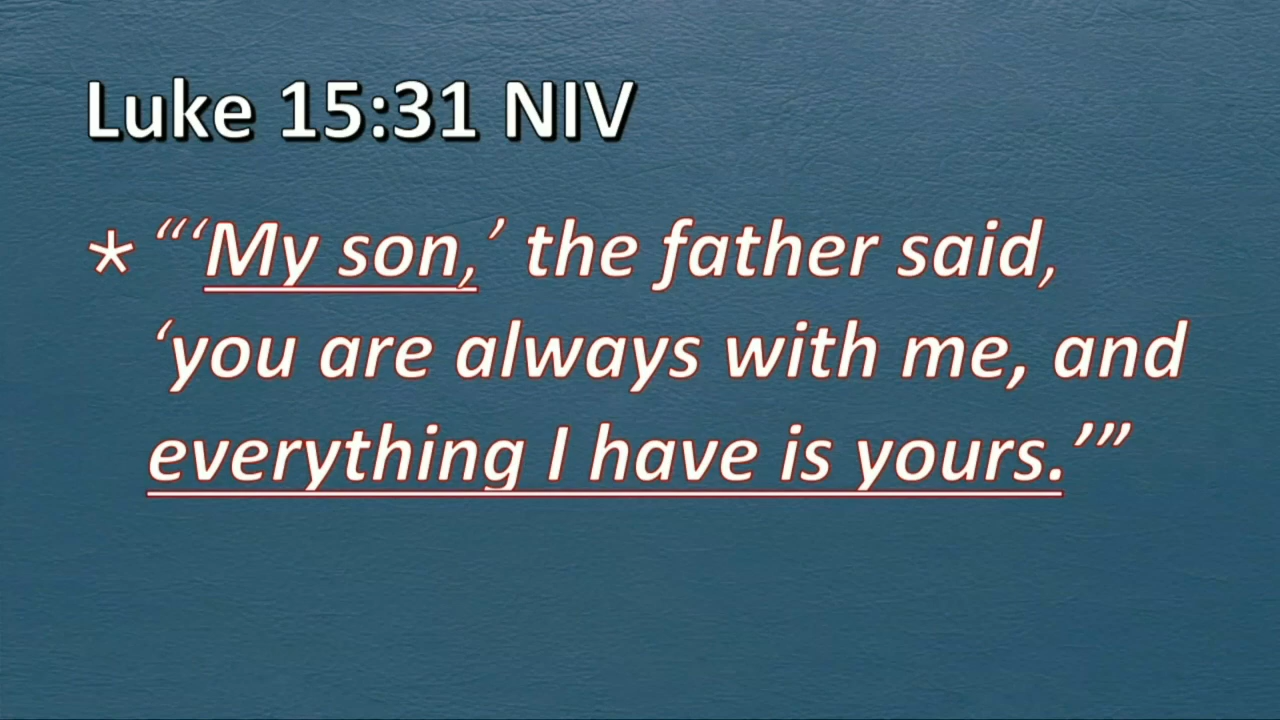 Luke 15:31 NIV
* “‘My son,’ the father said,
‘you are always with me, and
everything I have is yours.’”